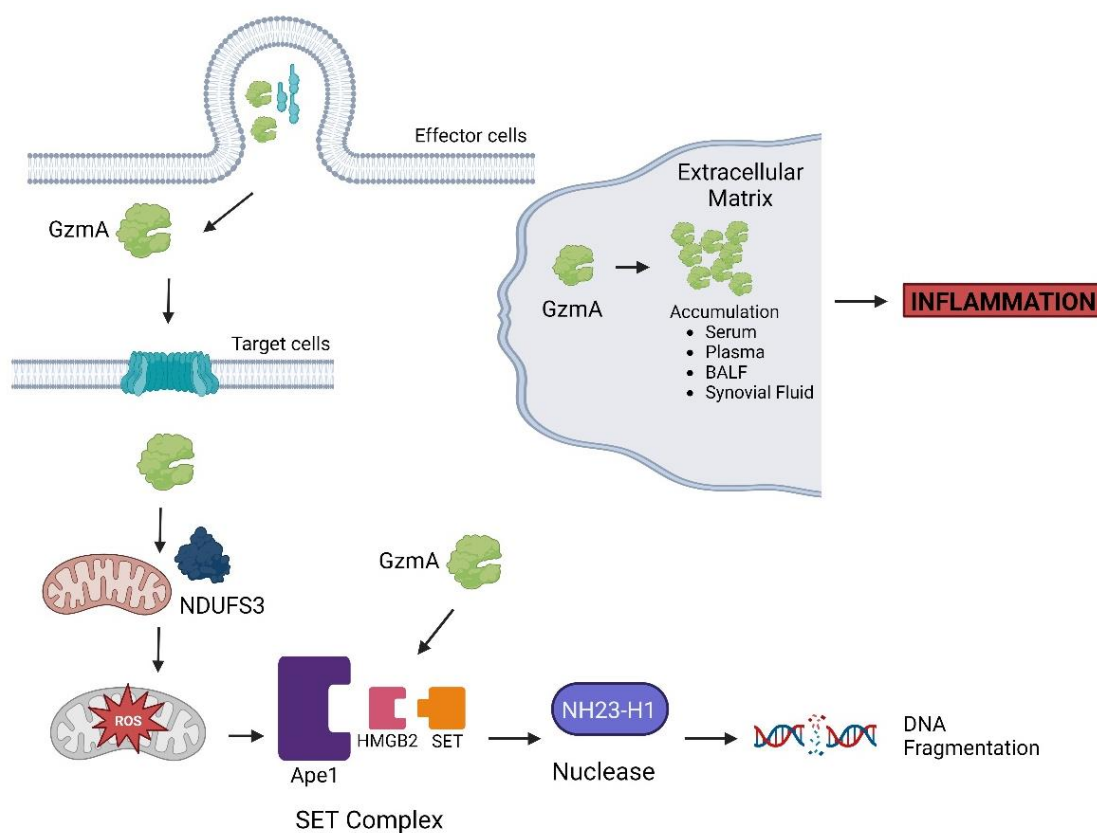 Effector cells
GzmA
Target cells
NDUFS3
ROS
GzmA
Ape1
HMGB2
SET
SET Complex
NH23-H1
Nuclease
DNA
Fragmentation
Extracellular
Matrix
GzmA
Accumulation
• Serum
• Plasma
• BALF
• Synovial Fluid
INFLAMMATION